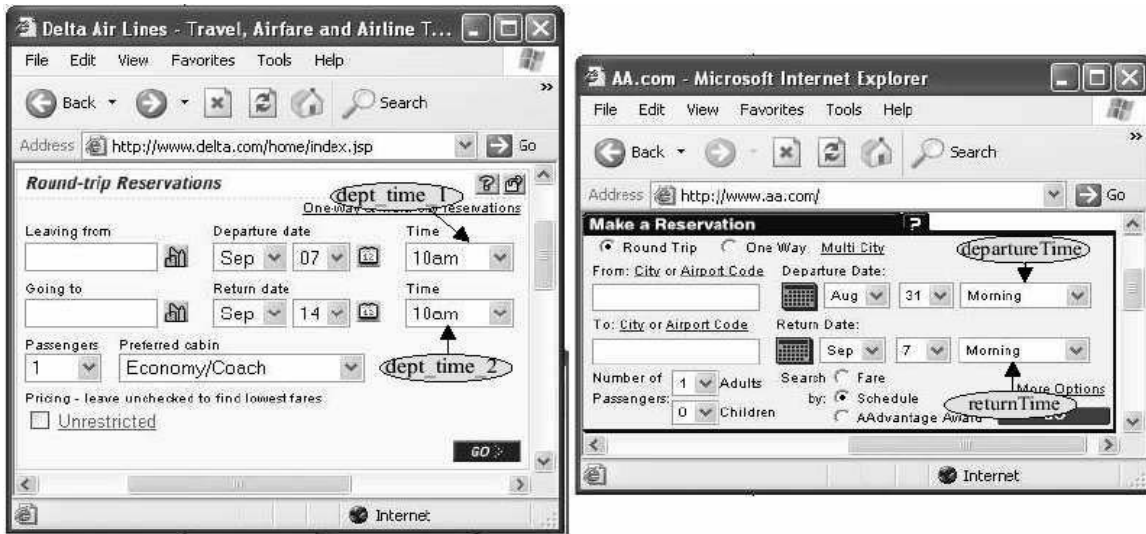 Delta Air Lines - Travel, Airfare and Airline T...
File Edit View Favorites Tools Help
Back Search
Address http://www.delta.com/home/index.jsp Go
Round-trip Reservations
dept_time_1
reservations
Leaving from Departure date Time
Sep 07 10am
Going to Return date Time
Sep 14 10am
Passengers Preferred cabin
1 Economy/Coach
dept_time_2
Pricing - leave unchecked to find lowest fares
Unrestricted
GO
Internet
AA.com - Microsoft Internet Explorer
File Edit View Favorites Tools Help
Back Search
Address http://www.aa.com/ Go
Make a Reservation ?
Round Trip One Way Multi City
departureTime
From: City or Airport Code Departure Date:
Aug 31 Morning
To: City or Airport Code Return Date:
Sep 7 Morning
Number of Passengers: 1 Adults
0 Children
Search by: Fare
Schedule
AAdvantage Award
More Options
returnTime
Internet